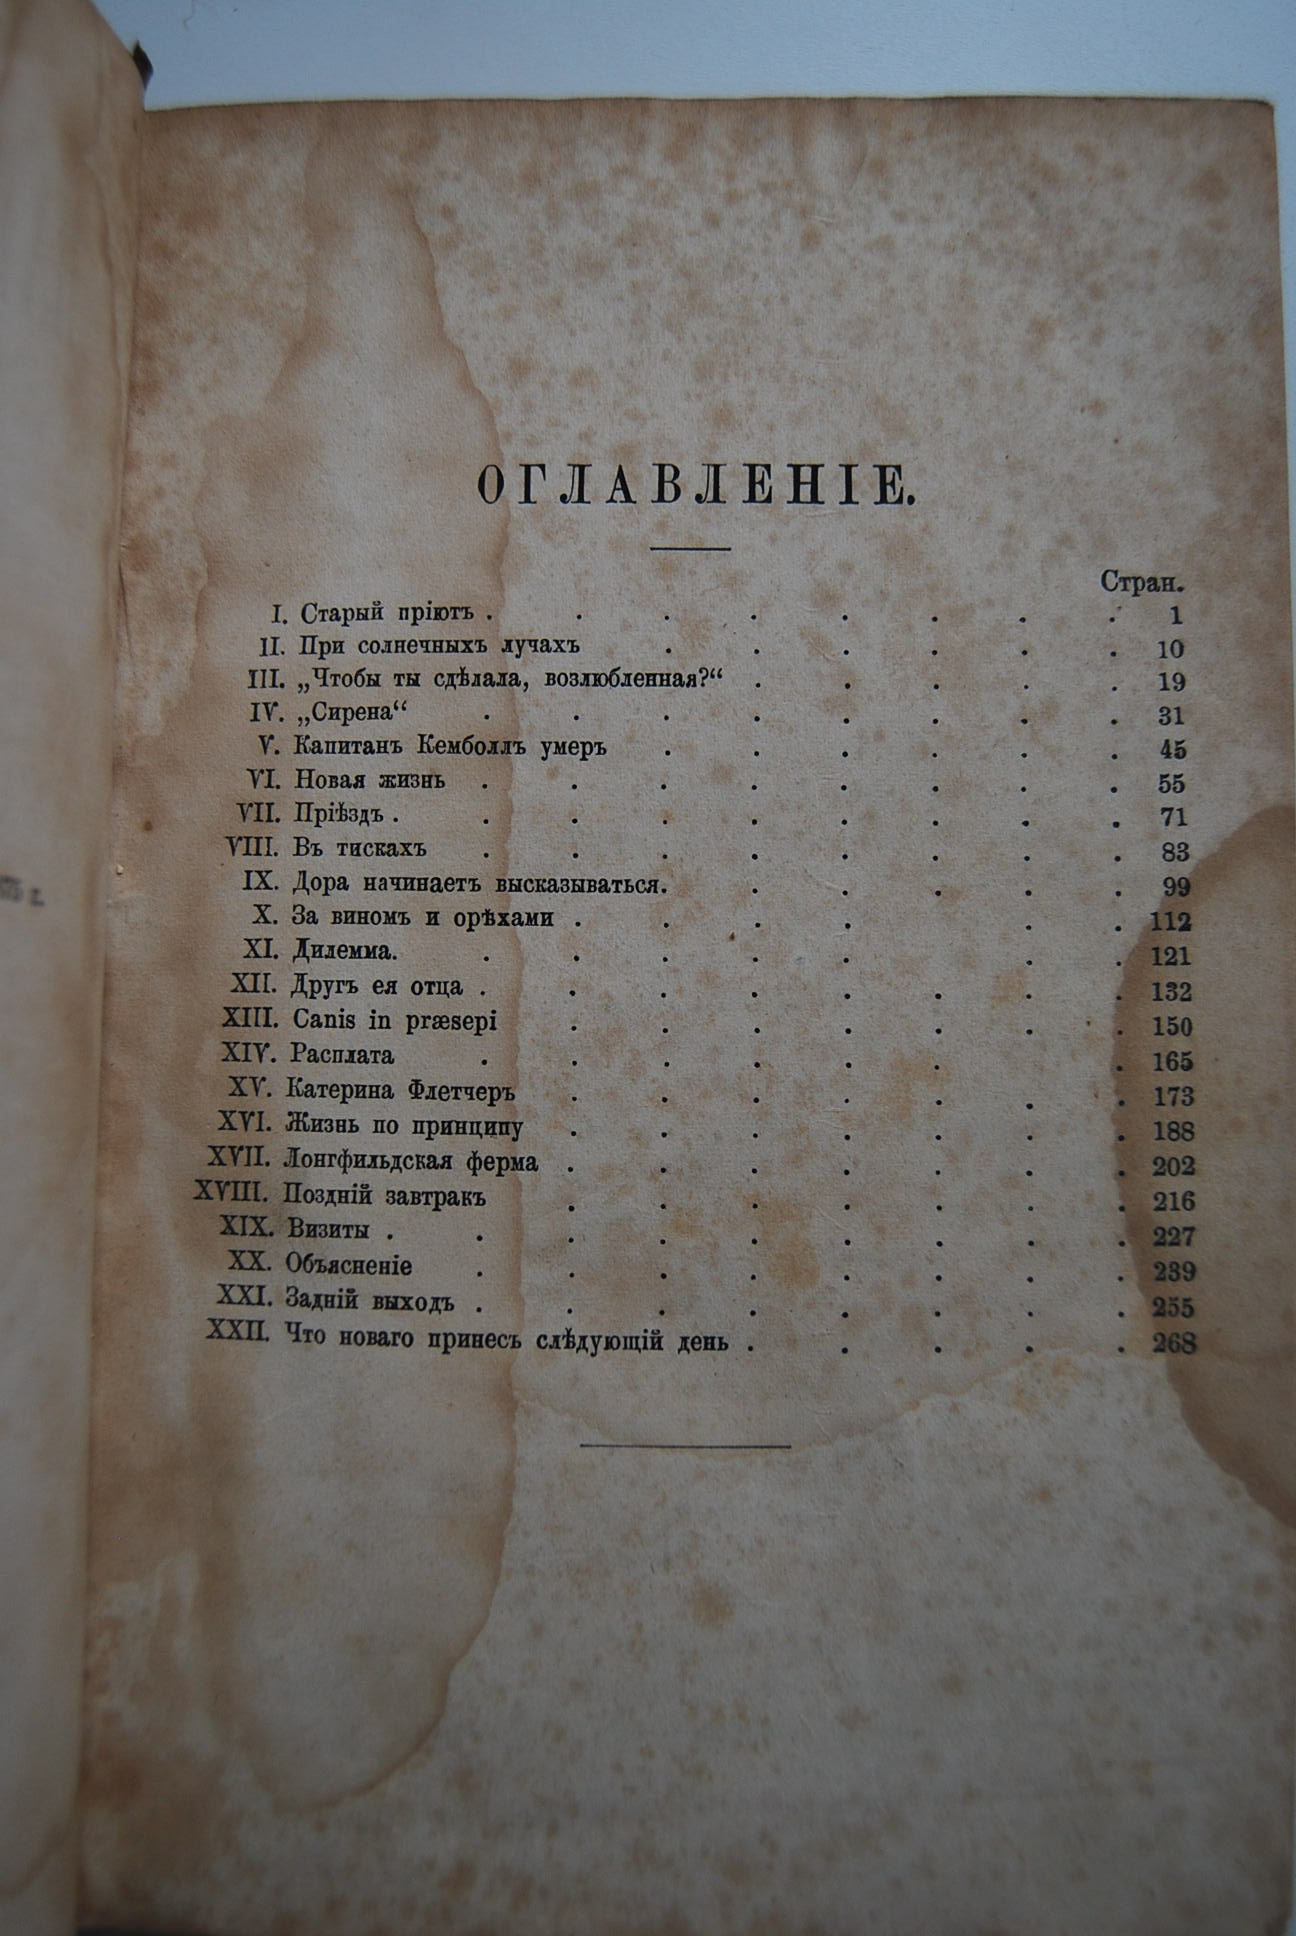 ОГЛАВЛЕНІЕ.
Стран.
I. Старый пріютъ . . . . . . . . 1
II. При солнечныхъ лучахъ . . . . . . 10
III. „Чтобы ты сдѣлала, возлюбленная?“ . . . . . 19
IV. „Сирена“ . . . . . . . . 31
V. Капитанъ Кемболлъ умеръ . . . . . . 45
VI. Новая жизнь . . . . . . . . 55
VII. Пріѣздъ . . . . . . . . . 71
VIII. Въ тискахъ . . . . . . . . 83
IX. Дора начинаетъ высказываться. . . . . . 99
X. За виномъ и орѣхами . . . . . . 112
XI. Дилемма. . . . . . . . 121
XII. Другъ ея отца . . . . . . . . 132
XIII. Canis in præsepi . . . . . . . 150
XIV. Расплата . . . . . . . 165
XV. Катерина Флетчеръ . . . . . . . 173
XVI. Жизнь по принципу . . . . . . . 188
XVII. Лонгфильдская ферма . . . . . . . 202
XVIII. Поздній завтракъ . . . . . . . 216
XIX. Визиты . . . . . . . . . 227
XX. Объясненіе . . . . . . . . 239
XXI. Задній выходъ . . . . . . . . 255
XXII. Что новаго принесъ слѣдующій день . . . . . 268